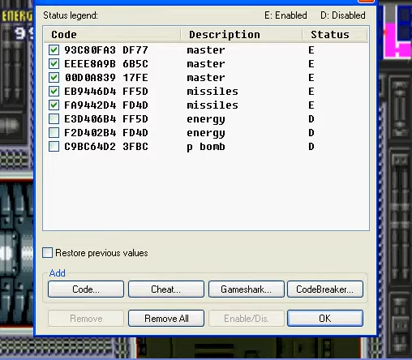 ENERGY
Status legend: E: Enabled D: Disabled
Code Description Status
93C80FA3 DF77 master E
EEEE8A9B 6B5C master E
00D0A839 17FE master E
EB9446D4 FF5D missiles E
FA9442D4 FD4D missiles E
E3D406B4 FF5D energy D
F2D402B4 FD4D energy D
C9BC64D2 3FBC p bomb D
Restore previous values
Add
Code... Cheat... Gameshark... CodeBreaker...
Remove Remove All Enable/Dis. OK